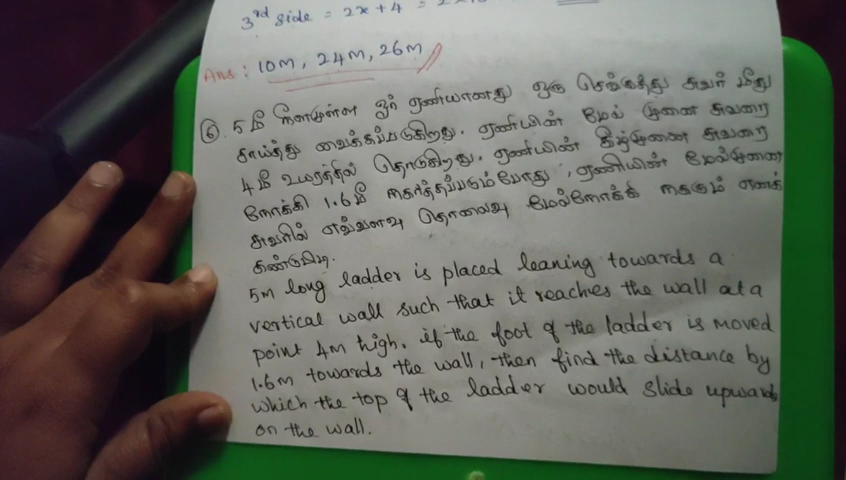 3rd side = 2x + 4 =
Ans: 10m, 24m, 26m
⑥. 5 மீ நீளமுள்ள ஓர் ஏணியானது ஒரு செங்குத்து சுவர் மீது
சாய்த்து வைக்கப்படுகிறது. ஏணியின் மேல் முனை சுவரை
4 மீ உயரத்தில் தொடுகிறது. ஏணியின் கீழ்முனை சுவரை
நோக்கி 1.6 மீ நகர்த்தப்படும்போது, ஏணியின் மேல்முனை
சுவரில் எவ்வளவு தொலைவு மேல்நோக்கி நகரும் எனக்
கண்டுபிடி.
5m long ladder is placed leaning towards a
vertical wall such that it reaches the wall at a
point 4m high. if the foot of the ladder is moved
1.6m towards the wall, then find the distance by
which the top of the ladder would slide upwards
on the wall.